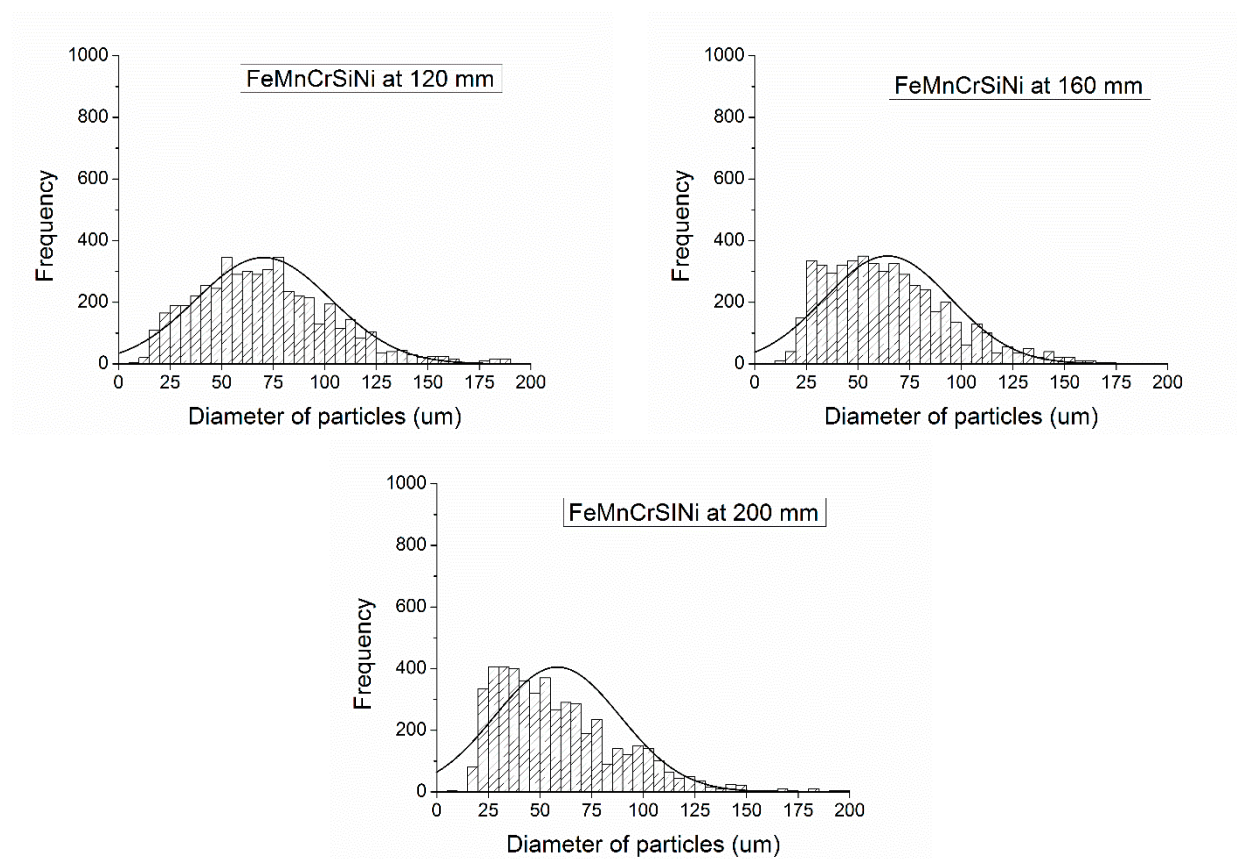 FeMnCrSiNi at 120 mm
1000
800
600
400
200
0
Frequency
0 25 50 75 100 125 150 175 200
Diameter of particles (um)
FeMnCrSiNi at 160 mm
1000
800
600
400
200
0
Frequency
0 25 50 75 100 125 150 175 200
Diameter of particles (um)
FeMnCrSINi at 200 mm
1000
800
600
400
200
0
Frequency
0 25 50 75 100 125 150 175 200
Diameter of particles (um)